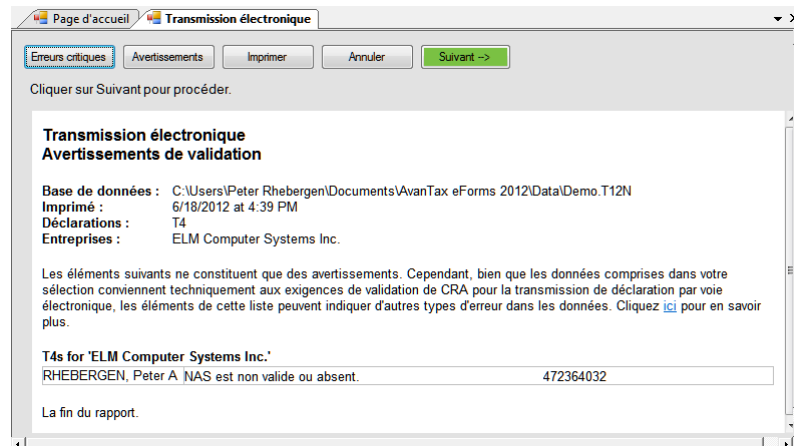 Page d'accueil Transmission électronique
Erreurs critiques Avertissements Imprimer Annuler Suivant -->
Cliquer sur Suivant pour procéder.
Transmission électronique
Avertissements de validation
Base de données : C:\Users\Peter Rhebergen\Documents\AvanTax eForms 2012\Data\Demo.T12N
Imprimé : 6/18/2012 at 4:39 PM
Déclarations : T4
Entreprises : ELM Computer Systems Inc.
Les éléments suivants ne constituent que des avertissements. Cependant, bien que les données comprises dans votre
sélection conviennent techniquement aux exigences de validation de CRA pour la transmission de déclaration par voie
électronique, les éléments de cette liste peuvent indiquer d'autres types d'erreur dans les données. Cliquez ici pour en savoir
plus.
T4s for 'ELM Computer Systems Inc.'
RHEBERGEN, Peter A NAS est non valide ou absent. 472364032
La fin du rapport.